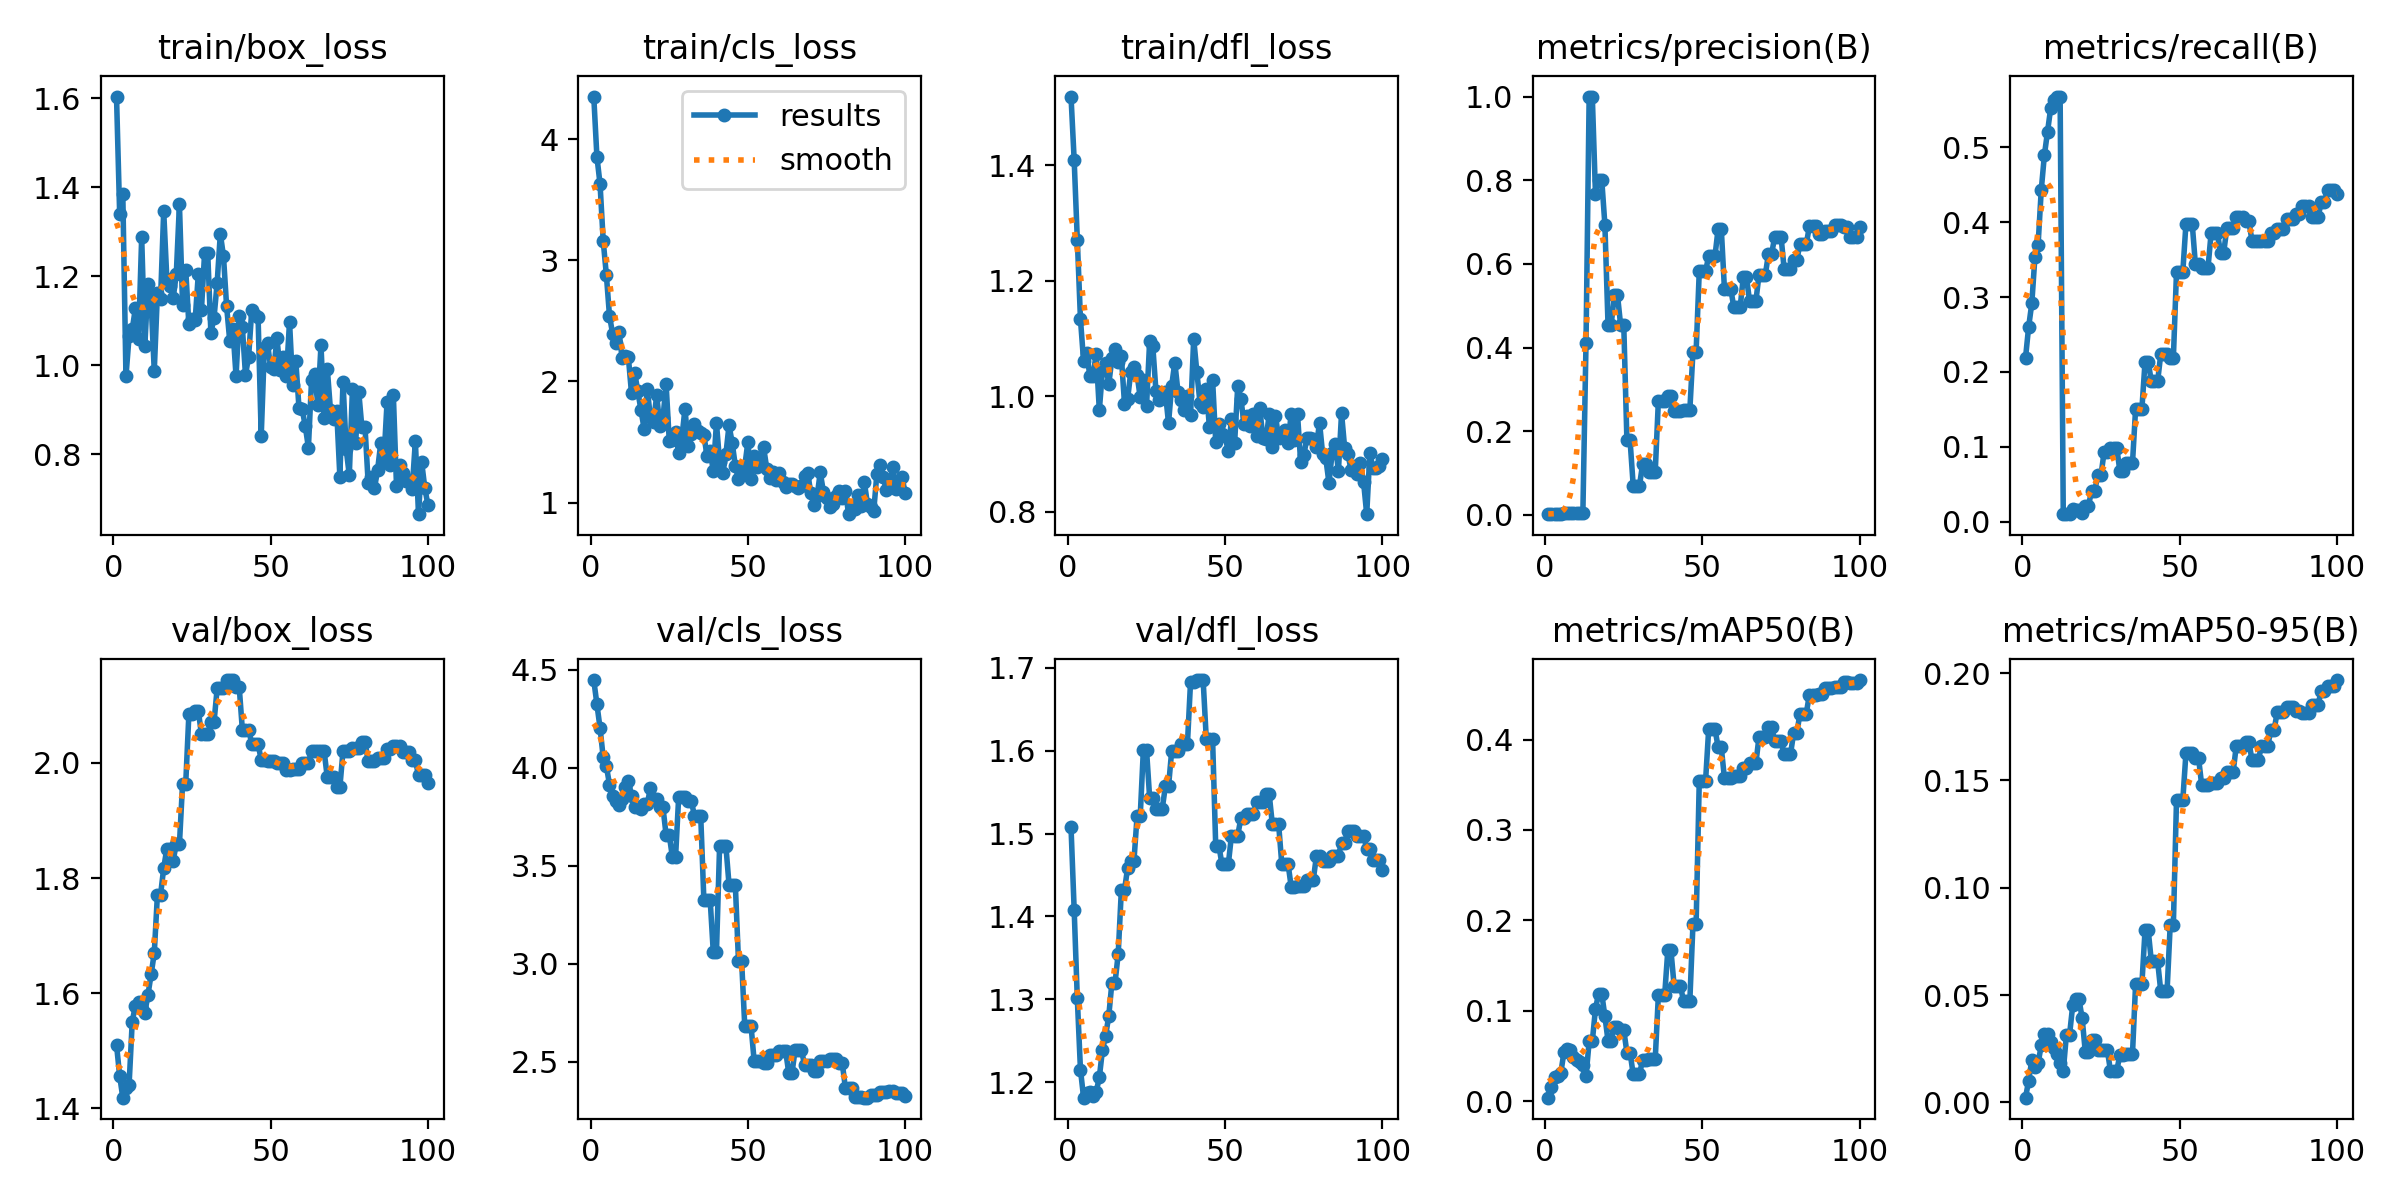 train/box_loss
1.6
1.4
1.2
1.0
0.8
0 50 100
train/cls_loss
results
smooth
4
3
2
1
0 50 100
train/dfl_loss
1.4
1.2
1.0
0.8
0 50 100
metrics/precision(B)
1.0
0.8
0.6
0.4
0.2
0.0
0 50 100
metrics/recall(B)
0.5
0.4
0.3
0.2
0.1
0.0
0 50 100
val/box_loss
2.0
1.8
1.6
1.4
0 50 100
val/cls_loss
4.5
4.0
3.5
3.0
2.5
0 50 100
val/dfl_loss
1.7
1.6
1.5
1.4
1.3
1.2
0 50 100
metrics/mAP50(B)
0.4
0.3
0.2
0.1
0.0
0 50 100
metrics/mAP50-95(B)
0.20
0.15
0.10
0.05
0.00
0 50 100